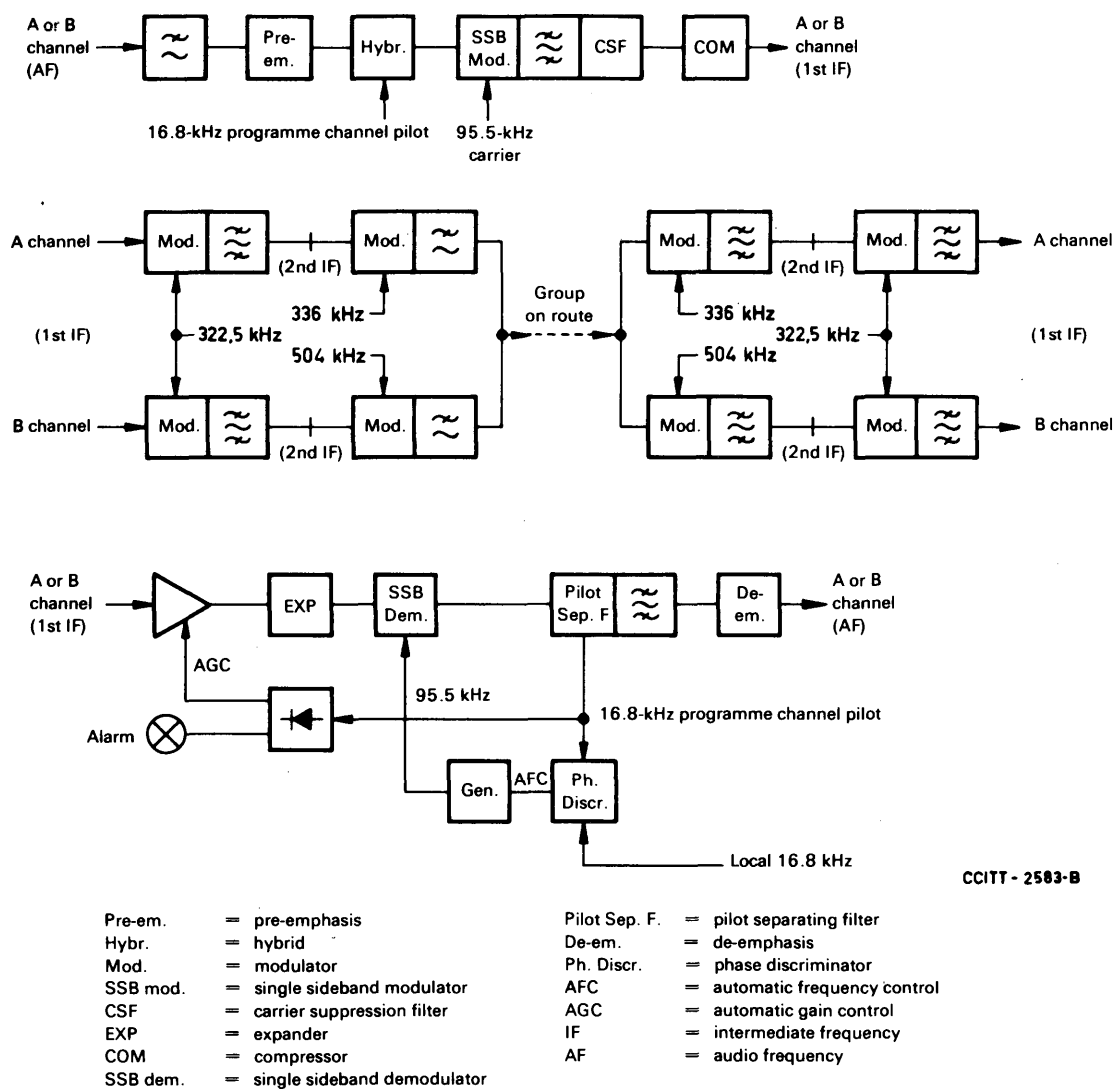 A or B
channel
(AF)
Pre-
em.
Hybr.
SSB
Mod.
CSF
COM
A or B
channel
(1st IF)
16.8-kHz programme channel pilot
95.5-kHz
carrier
A channel
Mod.
(2nd IF)
Mod.
Mod.
(2nd IF)
Mod.
A channel
336 kHz
Group
on route
336 kHz
(1st IF)
322,5 kHz
322,5 kHz
(1st IF)
504 kHz
504 kHz
B channel
Mod.
(2nd IF)
Mod.
Mod.
(2nd IF)
Mod.
B channel
A or B
channel
(1st IF)
EXP
SSB
Dem.
Pilot
Sep. F
De-
em.
A or B
channel
(AF)
AGC
95.5 kHz
16.8-kHz programme channel pilot
Alarm
Gen.
AFC
Ph.
Discr.
Local 16.8 kHz
CCITT - 2583-B
Pre-em. = pre-emphasis
Hybr. = hybrid
Mod. = modulator
SSB mod. = single sideband modulator
CSF = carrier suppression filter
EXP = expander
COM = compressor
SSB dem. = single sideband demodulator
Pilot Sep. F. = pilot separating filter
De-em. = de-emphasis
Ph. Discr. = phase discriminator
AFC = automatic frequency control
AGC = automatic gain control
IF = intermediate frequency
AF = audio frequency